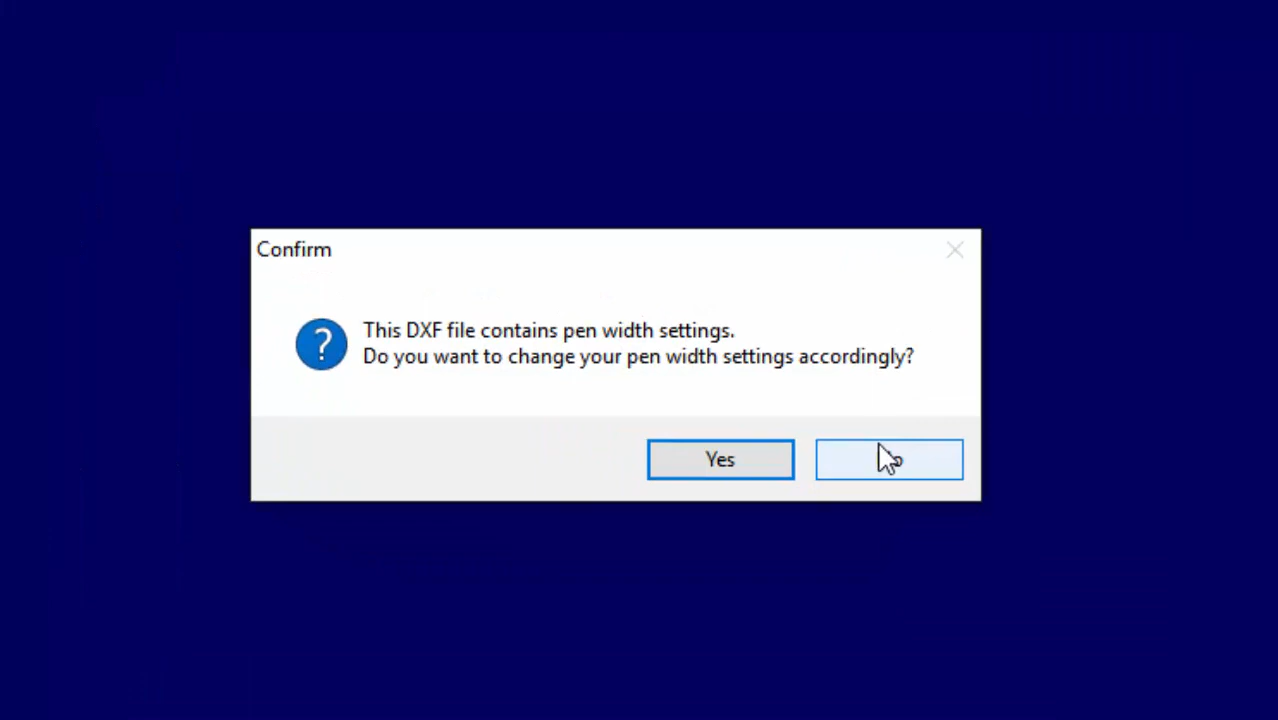 Confirm
?
This DXF file contains pen width settings.
Do you want to change your pen width settings accordingly?
Yes